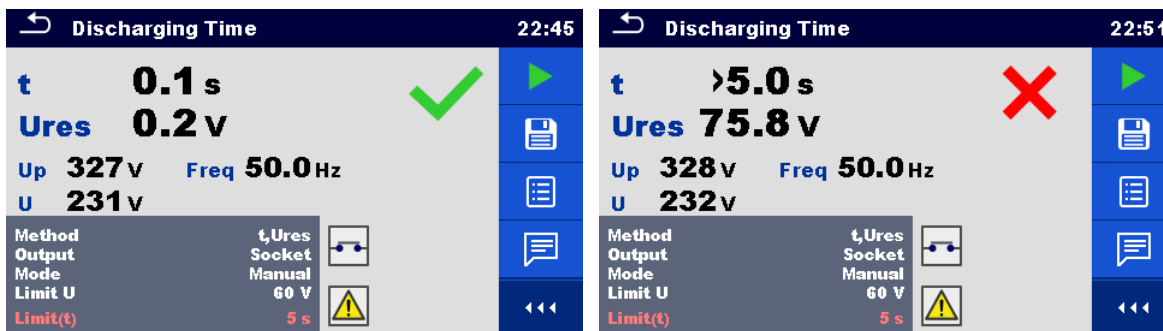 Discharging Time 22:45
t 0.1 s
Ures 0.2 V
Up 327 V Freq 50.0 Hz
U 231 V
Method t,Ures
Output Socket
Mode Manual
Limit U 60 V
Limit(t) 5 s
Discharging Time 22:51
t >5.0 s
Ures 75.8 V
Up 328 V Freq 50.0 Hz
U 232 V
Method t,Ures
Output Socket
Mode Manual
Limit U 60 V
Limit(t) 5 s